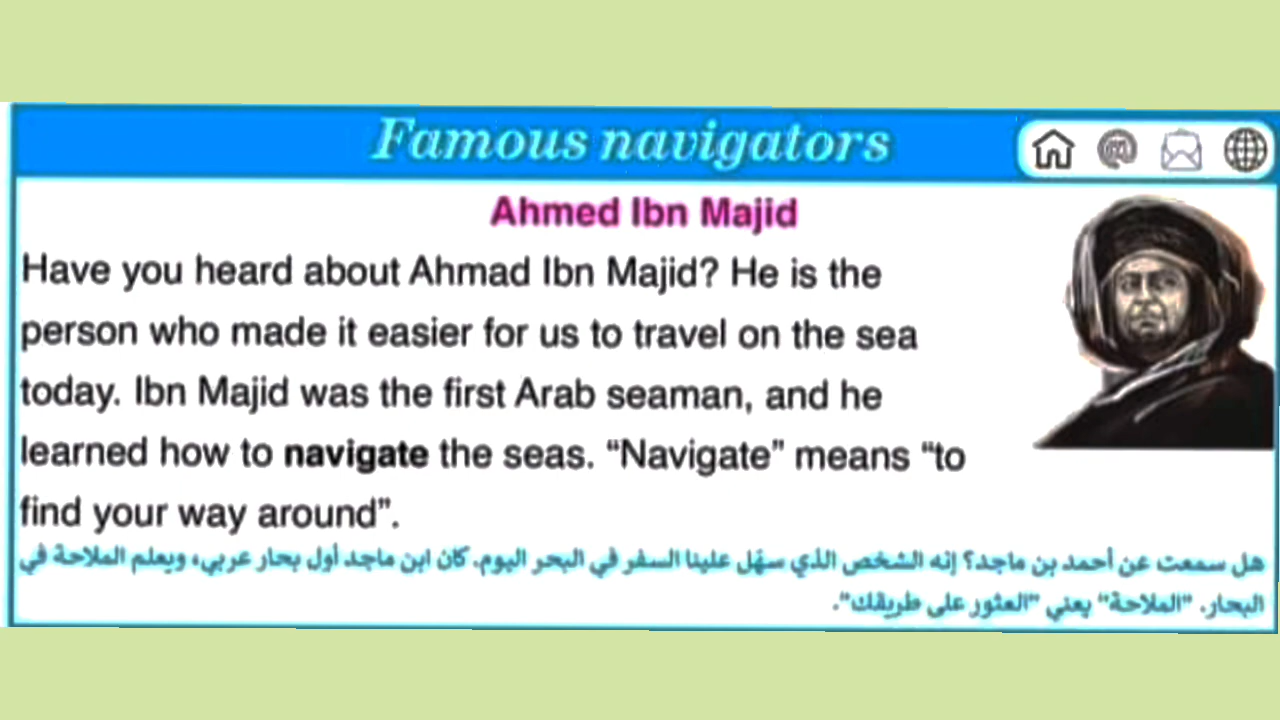 Famous navigators
Ahmed Ibn Majid
Have you heard about Ahmad Ibn Majid? He is the
person who made it easier for us to travel on the sea
today. Ibn Majid was the first Arab seaman, and he
learned how to navigate the seas. “Navigate” means “to
find your way around”.
هل سمعت عن أحمد بن ماجد؟ إنه الشخص الذي سهّل علينا السفر في البحر اليوم. كان ابن ماجد أول بحار عربي، ويعلم الملاحة في
البحار. "الملاحة" يعني "العثور على طريقك".